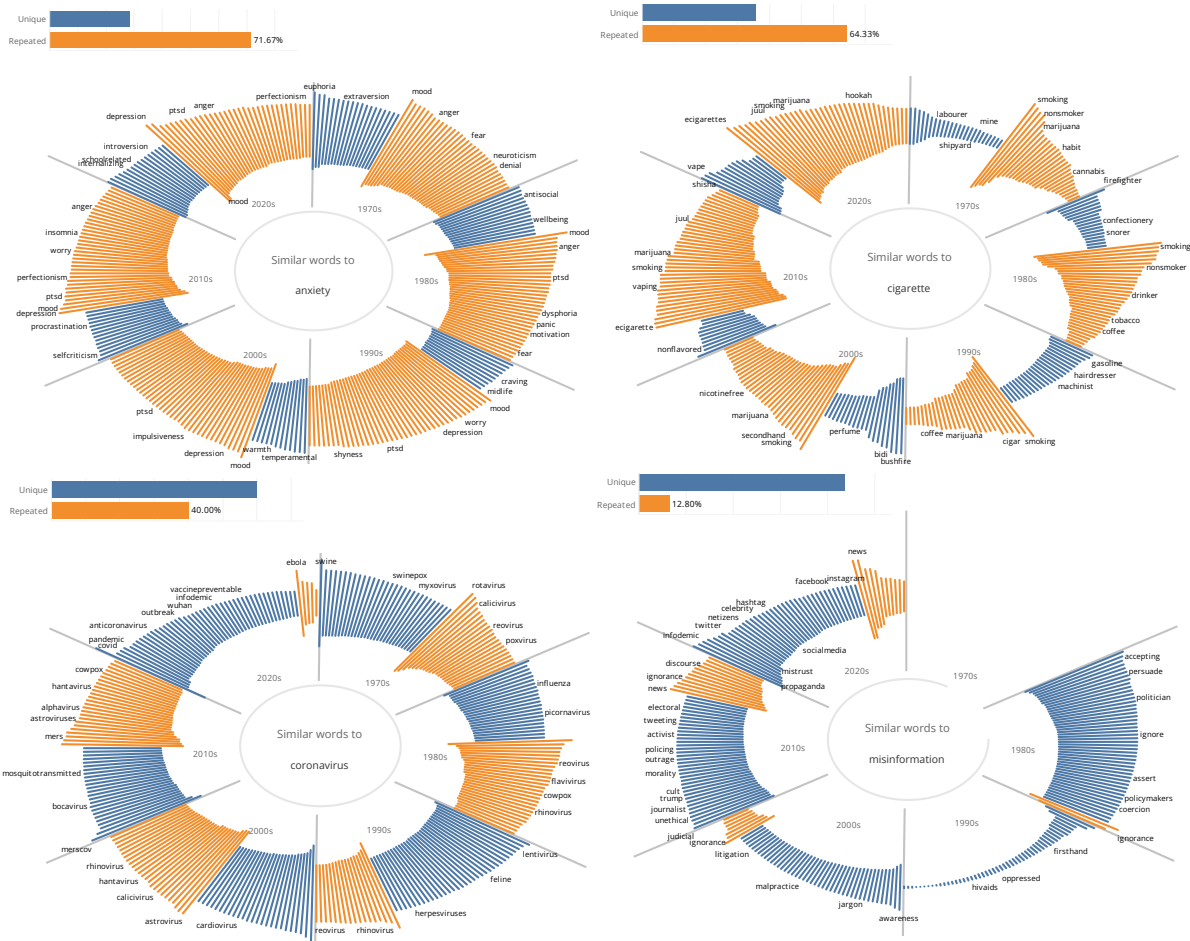 Unique
Repeated
71.67%
euphoria
perfectionism
extraversion
mood
anger
ptsd
anger
depression
fear
introversion
schoolrelated
internalizing
neuroticism
denial
antisocial
mood
2020s
1970s
anger
wellbeing
insomnia
mood
worry
anger
Similar words to
anxiety
perfectionism
2010s
1980s
ptsd
ptsd
mood
depression
dysphoria
procrastination
panic
motivation
selfcriticism
2000s
1990s
fear
craving
midlife
ptsd
mood
worry
impulsiveness
depression
depression
warmth
ptsd
mood
temperamental
shyness
Unique
Repeated
64.33%
hookah
marijuana
smoking
juul
ecigarettes
labourer
mine
shipyard
smoking
nonsmoker
marijuana
habit
vape
shisha
cannabis
firefighter
2020s
1970s
juul
confectionery
snorer
marijuana
smoking
smoking
nonsmoker
Similar words to
cigarette
2010s
1980s
vaping
drinker
ecigarette
tobacco
coffee
nonflavored
2000s
1990s
gasoline
hairdresser
machinist
nicotinefree
marijuana
secondhand
smoking
perfume
coffee
marijuana
cigar
smoking
bidi
bushfire
Unique
Repeated
40.00%
ebola
swine
swinepox
myxovirus
rotavirus
vaccinepreventable
infodemic
wuhan
outbreak
calicivirus
anticoronavirus
reovirus
pandemic
covid
poxvirus
cowpox
2020s
1970s
influenza
hantavirus
alphavirus
astroviruses
picornavirus
mers
Similar words to
coronavirus
2010s
1980s
reovirus
mosquitotransmitted
flavivirus
bocavirus
cowpox
rhinovirus
2000s
1990s
merscov
lentivirus
rhinovirus
feline
hantavirus
calicivirus
astrovirus
cardiovirus
reovirus
rhinovirus
herpesviruses
Unique
Repeated
12.80%
news
facebook
instagram
hashtag
celebrity
netizens
twitter
infodemic
socialmedia
discourse
mistrust
2020s
1970s
accepting
ignorance
persuade
news
propaganda
electoral
politician
tweeting
activist
Similar words to
misinformation
ignore
policing
outrage
2010s
1980s
morality
assert
cult
trump
policymakers
journalist
coercion
unethical
2000s
1990s
judicial
ignorance
ignorance
litigation
firsthand
malpractice
oppressed
hivaids
jargon
awareness